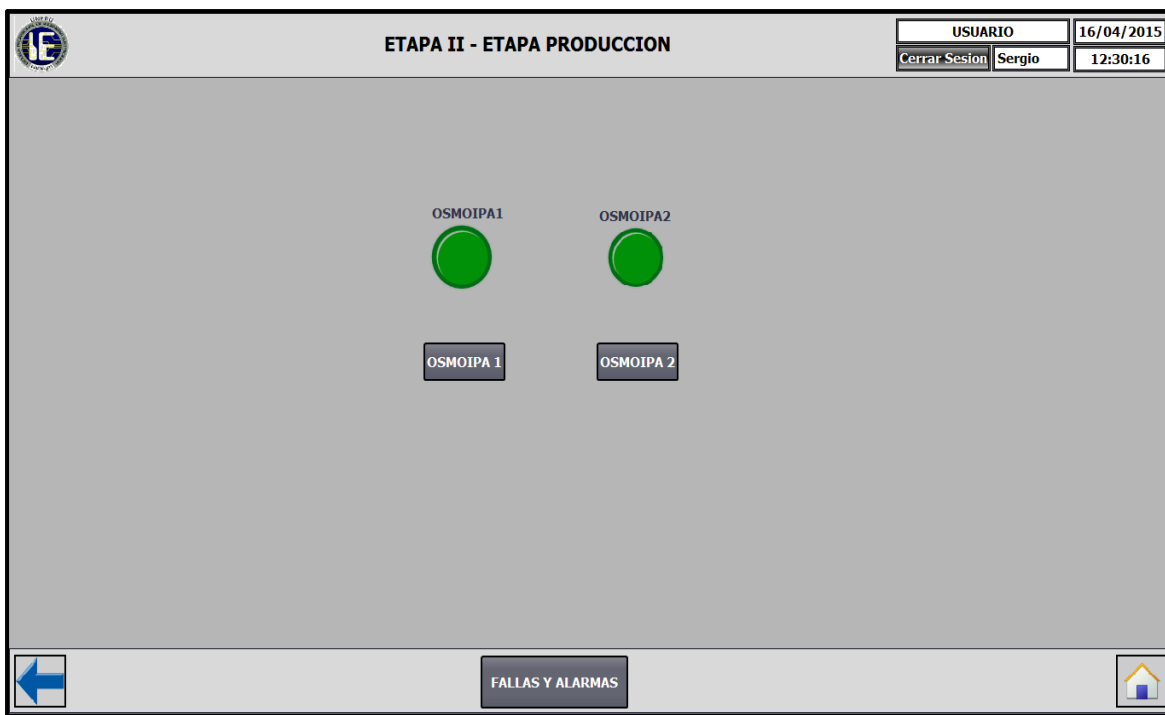 ETAPA II - ETAPA PRODUCCION
USUARIO
16/04/2015
Cerrar Sesion
Sergio
12:30:16
OSMOIPA1
OSMOIPA2
OSMOIPA 1
OSMOIPA 2
FALLAS Y ALARMAS